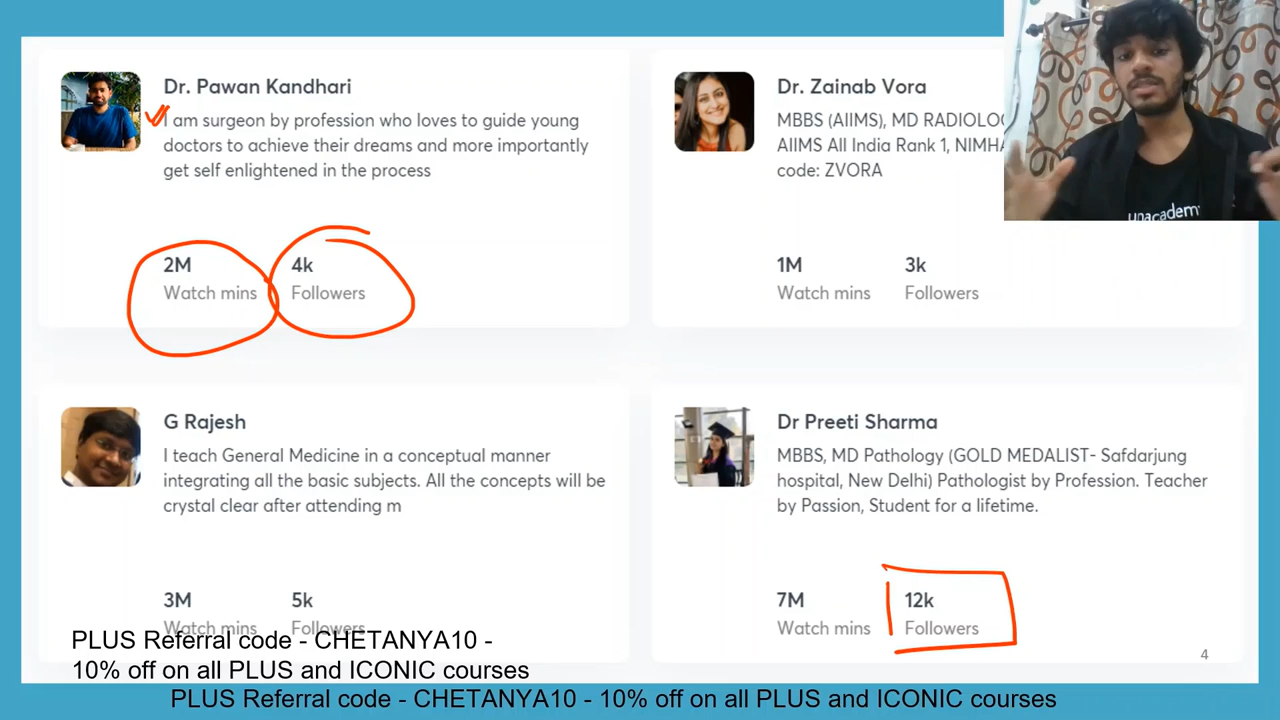 Dr. Pawan Kandhari
I am surgeon by profession who loves to guide young
doctors to achieve their dreams and more importantly
get self enlightened in the process
2M 4k
Watch mins Followers
Dr. Zainab Vora
MBBS (AIIMS), MD RADIOLO
AIIMS All India Rank 1, NIMHA
code: ZVORA
1M 3k
Watch mins Followers
unacademy
G Rajesh
I teach General Medicine in a conceptual manner
integrating all the basic subjects. All the concepts will be
crystal clear after attending m
3M 5k
Watch mins Followers
Dr Preeti Sharma
MBBS, MD Pathology (GOLD MEDALIST- Safdarjung
hospital, New Delhi) Pathologist by Profession. Teacher
by Passion, Student for a lifetime.
7M 12k
Watch mins Followers
4
PLUS Referral code - CHETANYA10 -
10% off on all PLUS and ICONIC courses
PLUS Referral code - CHETANYA10 - 10% off on all PLUS and ICONIC courses